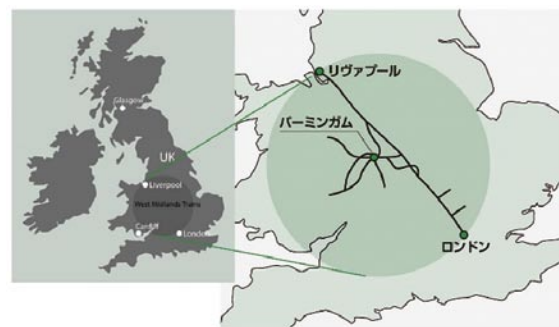 Glasgow
UK
Liverpool
West Midlands Trains
Cardiff
London
リヴァプール
バーミンガム
ロンドン